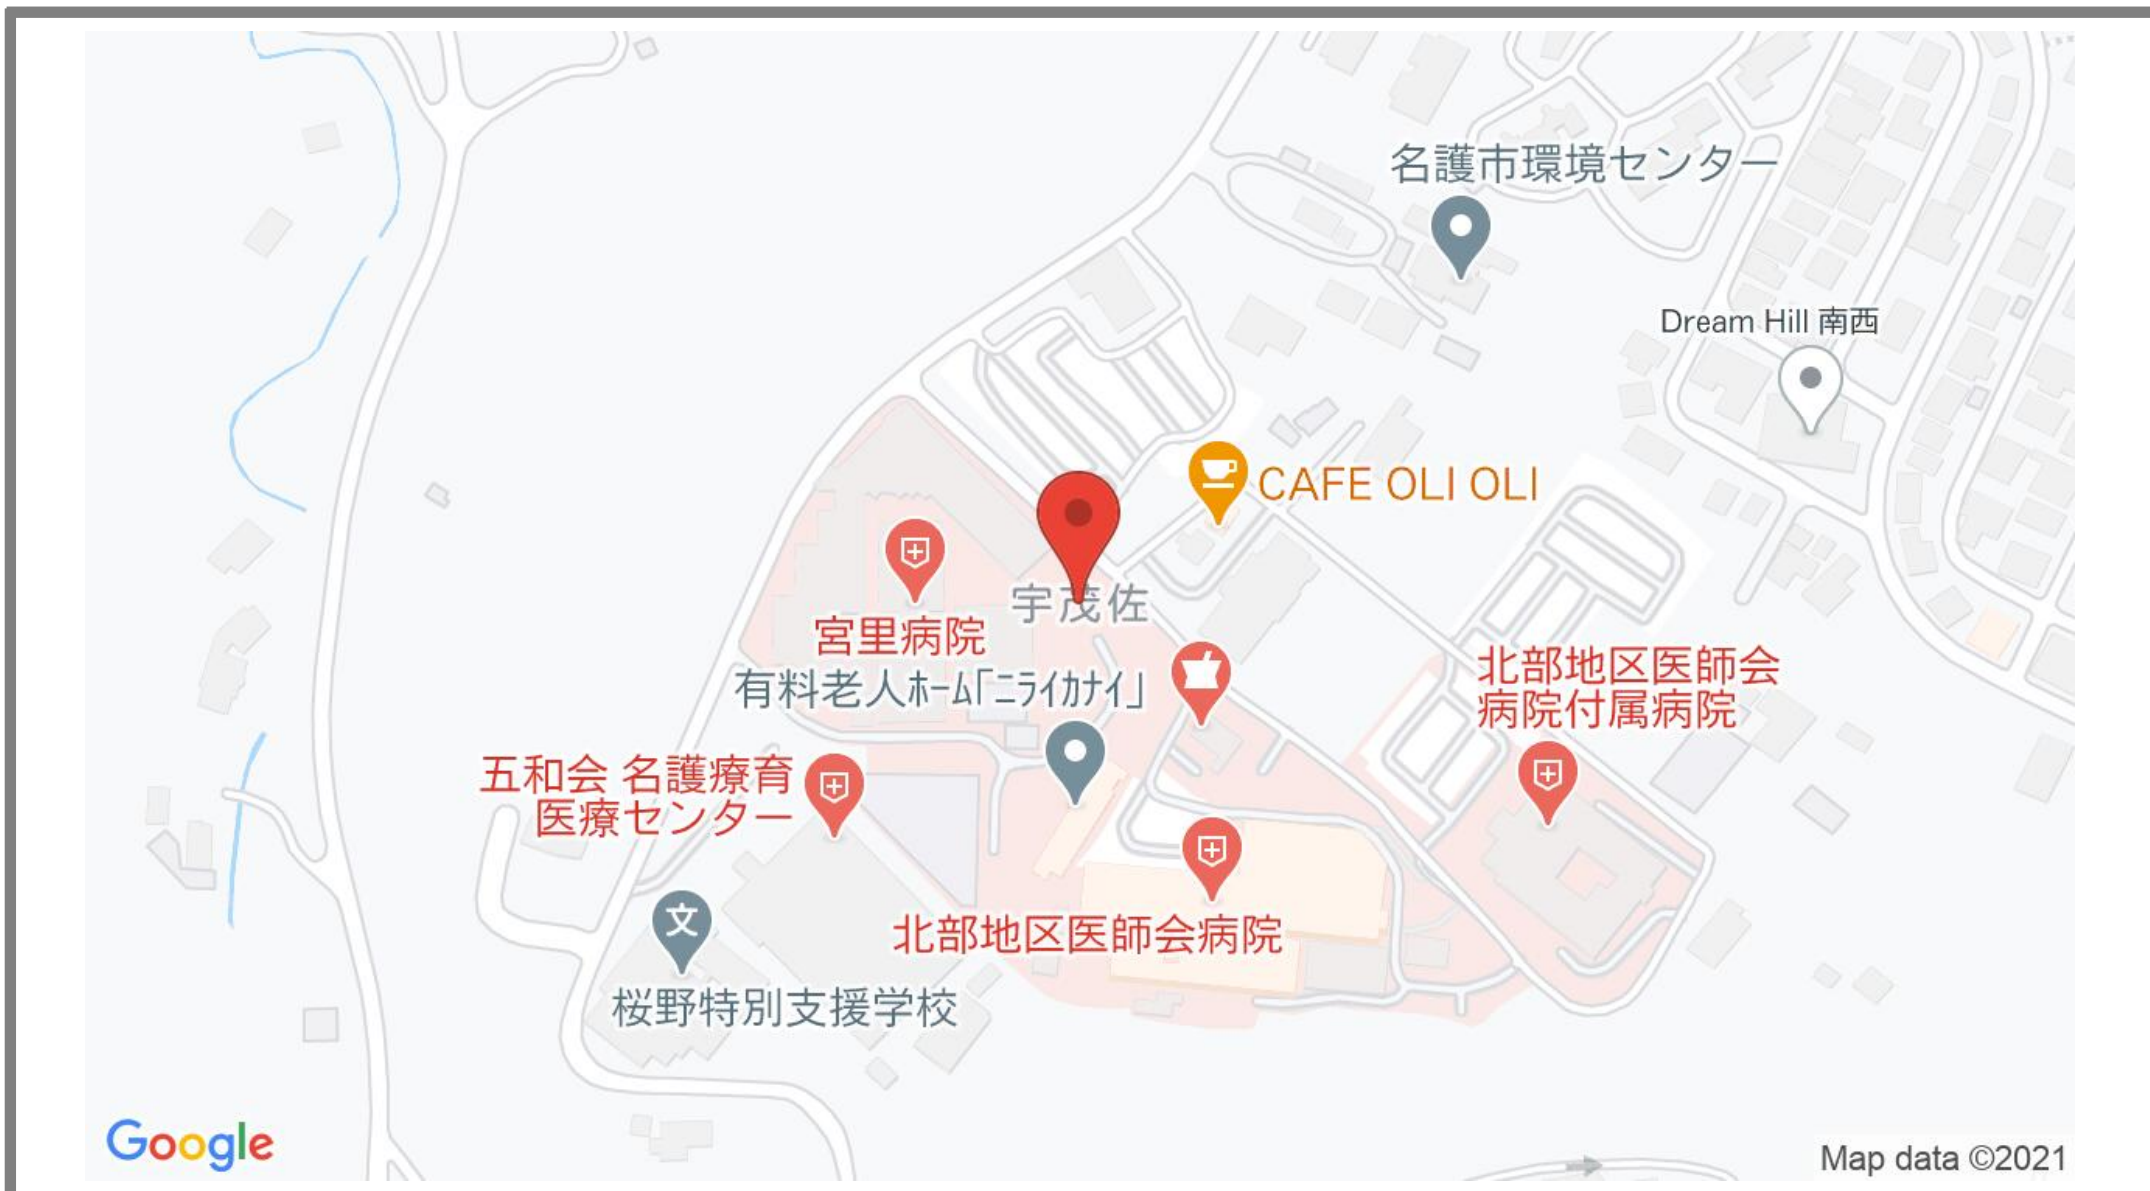 名護市環境センター
Dream Hill 南西
CAFE OLI OLI
宇茂佐
宮里病院
有料老人ホーム「ニライカナイ」
北部地区医師会
病院付属病院
五和会 名護療育
医療センター
文
北部地区医師会病院
桜野特別支援学校
Google
Map data ©2021